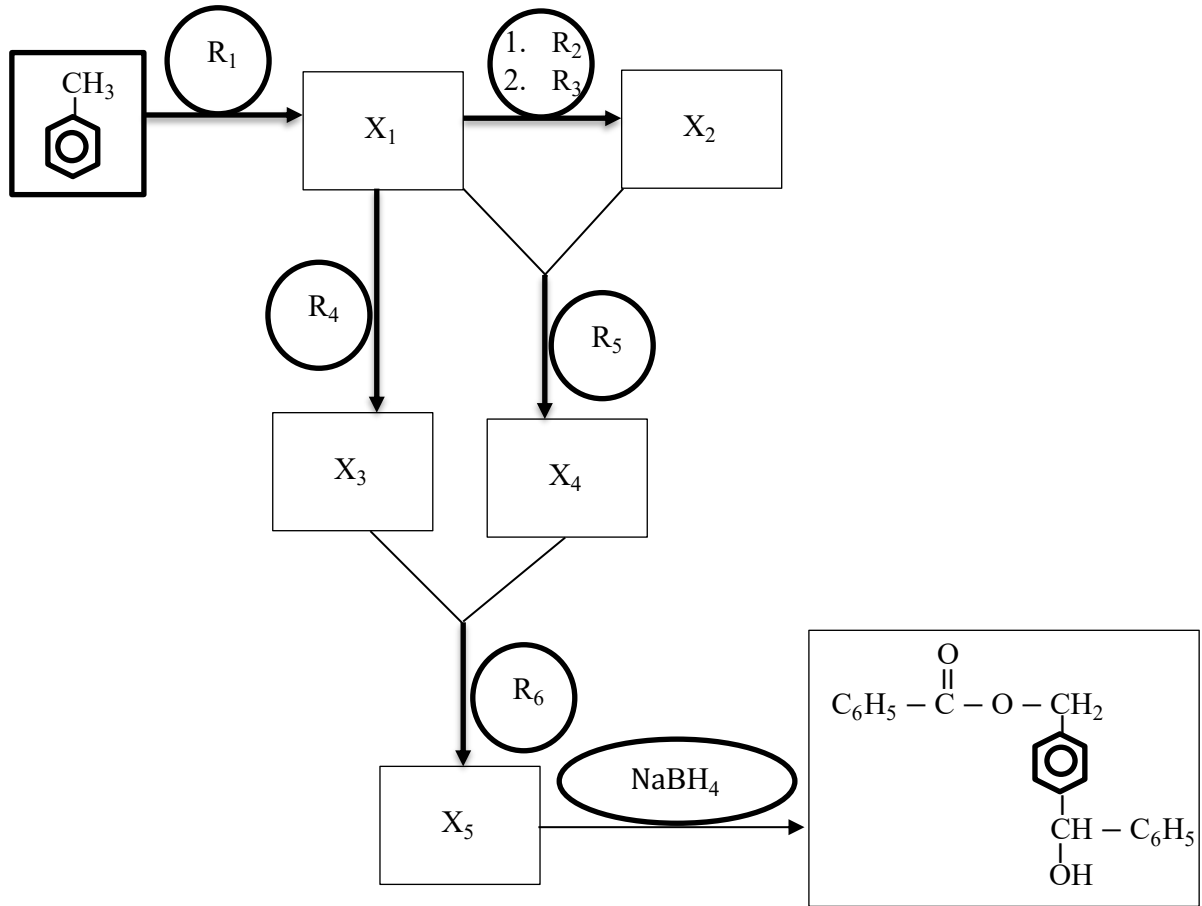 R₁
1. R₂
2. R₃
CH₃
X₁
X₂
R₄
R₅
X₃
X₄
R₆
X₅
NaBH₄
O
C₆H₅ – C – O – CH₂
CH – C₆H₅
OH